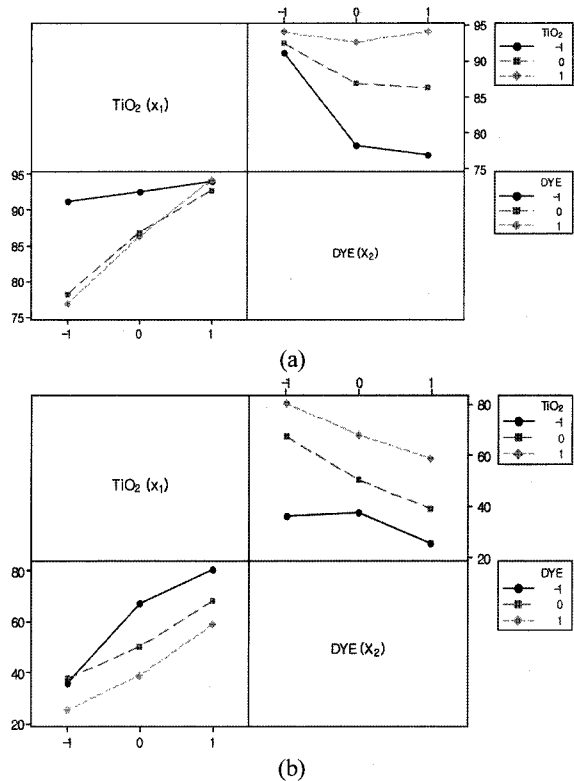 -1 0 1
95
90
85
80
75
TiO₂
-1
0
1
TiO₂ (x₁)
95
90
85
80
75
DYE (X₂)
DYE
-1
0
1
-1 0 1
(a)
-1 0 1
80
60
40
20
TiO₂
-1
0
1
TiO₂ (x₁)
80
60
40
20
DYE (X₂)
DYE
-1
0
1
-1 0 1
(b)